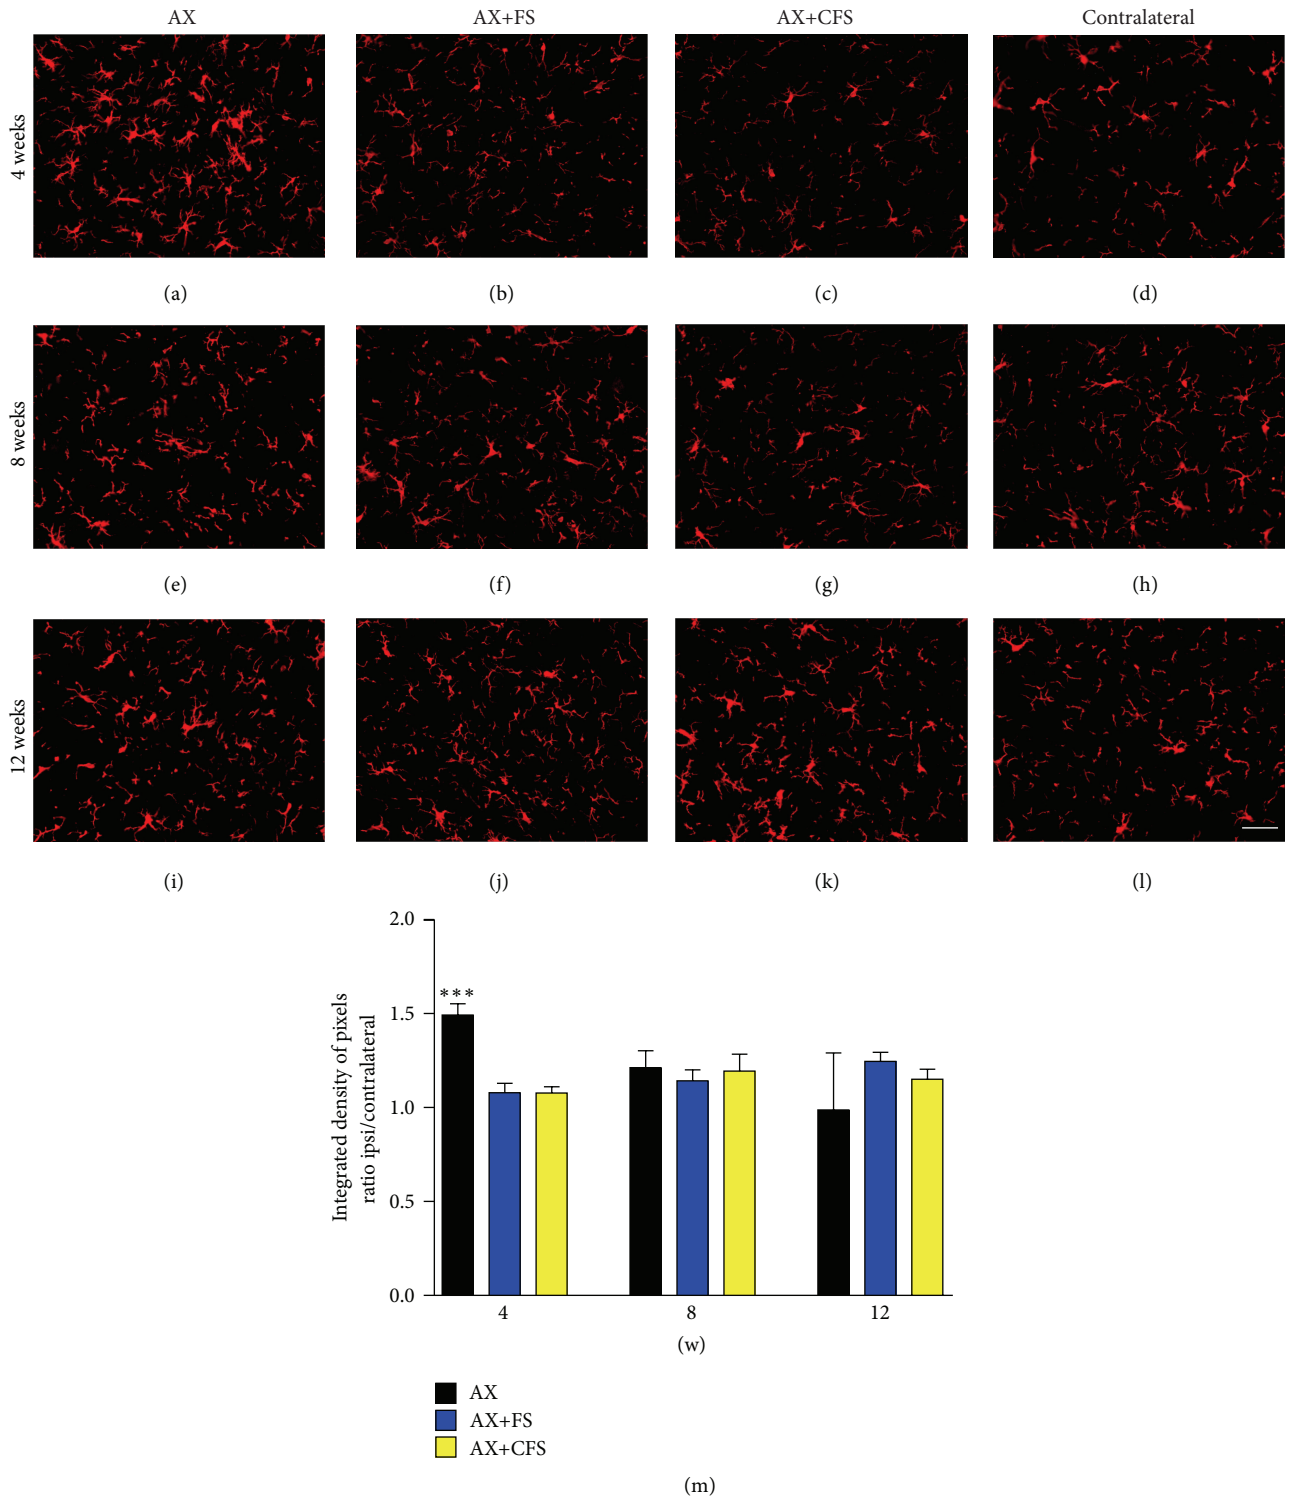 AX AX+FS AX+CFS Contralateral
4 weeks
(a) (b) (c) (d)
8 weeks
(e) (f) (g) (h)
12 weeks
(i) (j) (k) (l)
Integrated density of pixels
ratio ipsi/contralateral
2.0
1.5
1.0
0.5
0.0
***
4 8 12
(w)
AX
AX+FS
AX+CFS
(m)